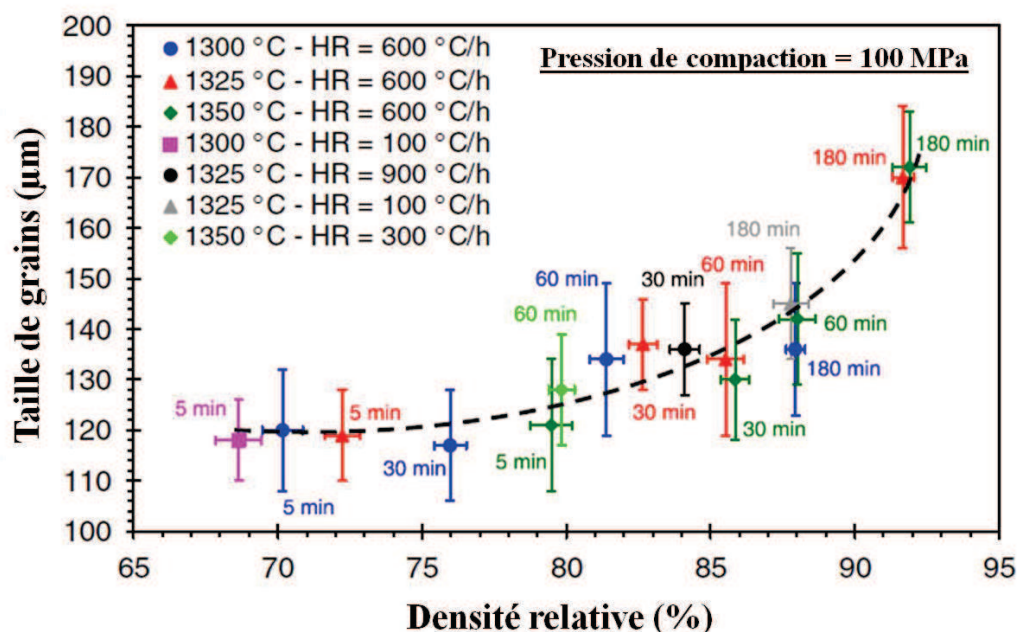 200
190
180
170
160
150
140
130
120
110
100
Taille de grains (µm)
1300 °C - HR = 600 °C/h
1325 °C - HR = 600 °C/h
1350 °C - HR = 600 °C/h
1300 °C - HR = 100 °C/h
1325 °C - HR = 900 °C/h
1325 °C - HR = 100 °C/h
1350 °C - HR = 300 °C/h
Pression de compaction = 100 MPa
180 min
180 min
180 min
60 min
30 min
60 min
60 min
60 min
180 min
5 min
5 min
30 min
30 min
5 min
30 min
5 min
65
70
75
80
85
90
95
Densité relative (%)